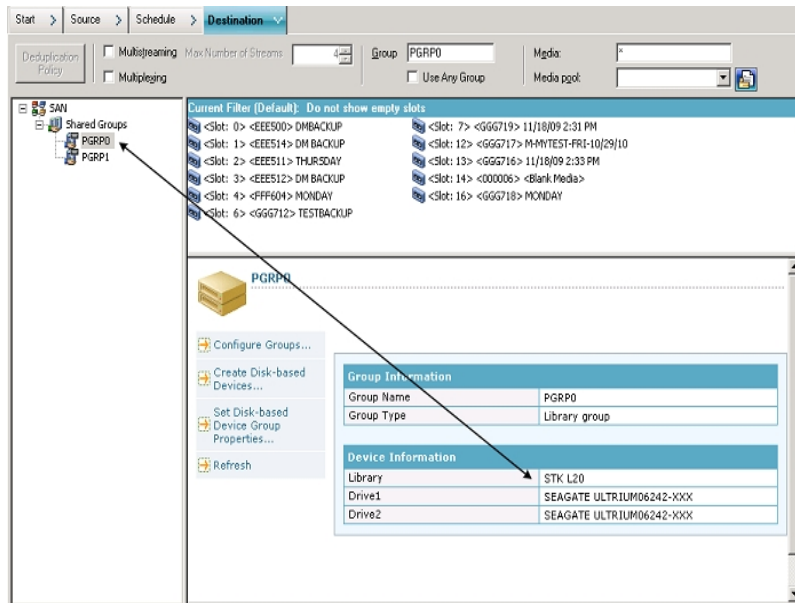 Start > Source > Schedule > Destination
Deduplication Policy
Multistreaming Max Number of Streams 4
Multiplexing
Group PGRP0
Use Any Group
Media: *
Media pool:
SAN
Shared Groups
PGRP0
PGRP1
Current Filter (Default): Do not show empty slots
<Slot: 0> <EEE500> DMBACKUP
<Slot: 1> <EEE514> DM BACKUP
<Slot: 2> <EEE511> THURSDAY
<Slot: 3> <EEE512> DM BACKUP
<Slot: 4> <FFF604> MONDAY
<Slot: 6> <GGG712> TESTBACKUP
<Slot: 7> <GGG719> 11/18/09 2:31 PM
<Slot: 12> <GGG717> M-MYTEST-FRI-10/29/10
<Slot: 13> <GGG716> 11/18/09 2:33 PM
<Slot: 14> <000006> <Blank Media>
<Slot: 16> <GGG718> MONDAY
PGRP0
Configure Groups...
Create Disk-based
Devices...
Set Disk-based
Device Group
Properties...
Refresh
Group Information
Group Name PGRP0
Group Type Library group
Device Information
Library STK L20
Drive1 SEAGATE ULTRIUM06242-XXX
Drive2 SEAGATE ULTRIUM06242-XXX